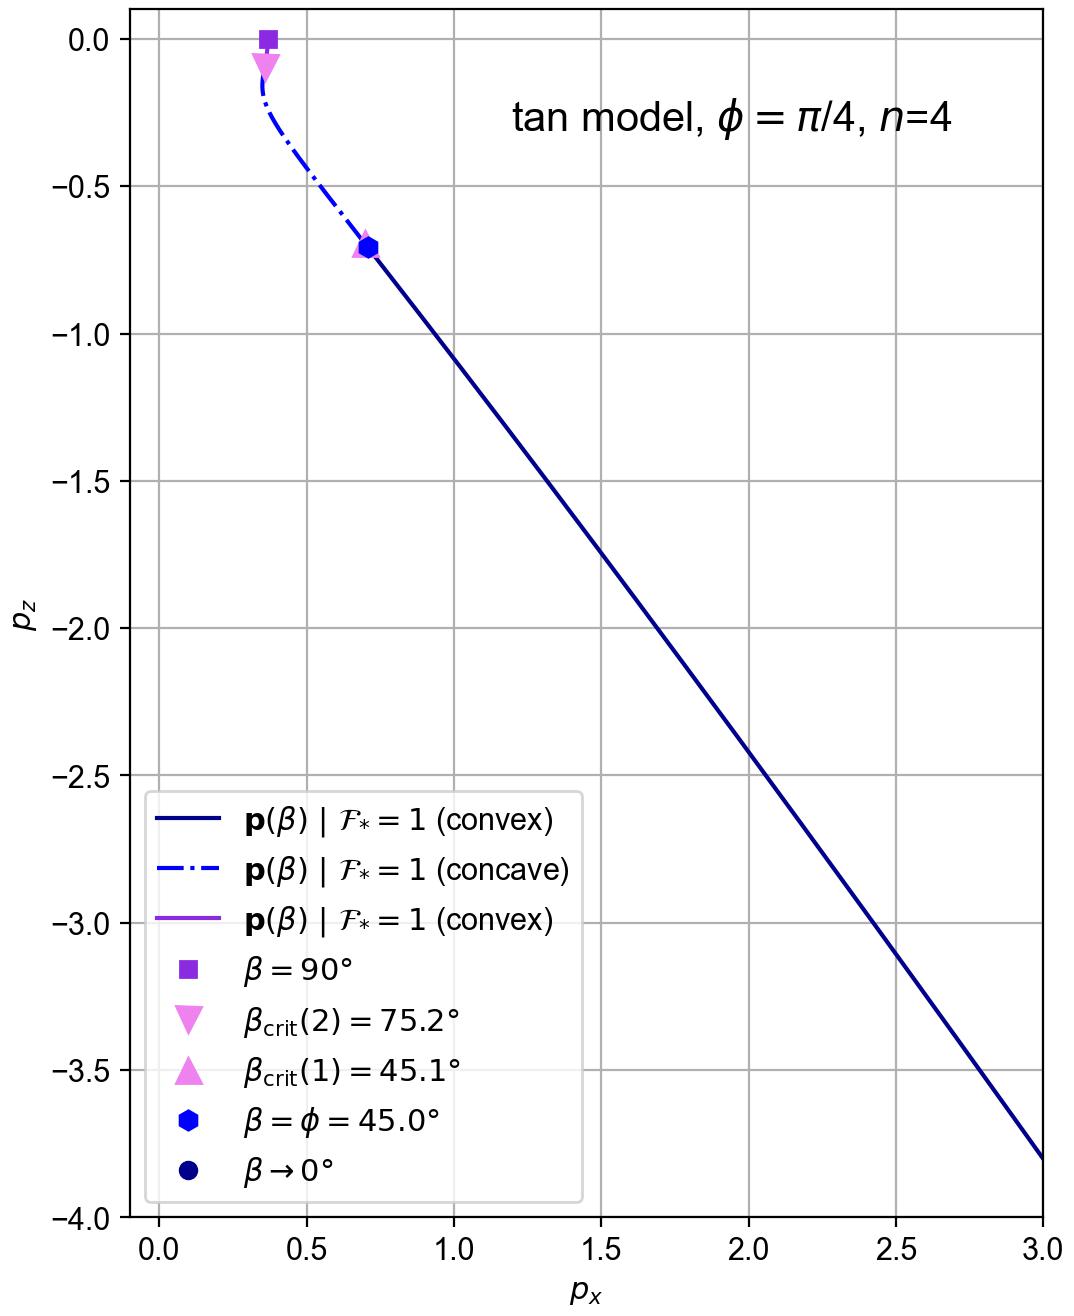 tan model, ϕ = π/4, n=4
0.0
−0.5
−1.0
−1.5
−2.0
−2.5
−3.0
−3.5
−4.0
p_z
p(β) | ℱ_* = 1 (convex)
p(β) | ℱ_* = 1 (concave)
p(β) | ℱ_* = 1 (convex)
β = 90°
β_crit(2) = 75.2°
β_crit(1) = 45.1°
β = ϕ = 45.0°
β → 0°
0.0 0.5 1.0 1.5 2.0 2.5 3.0
p_x